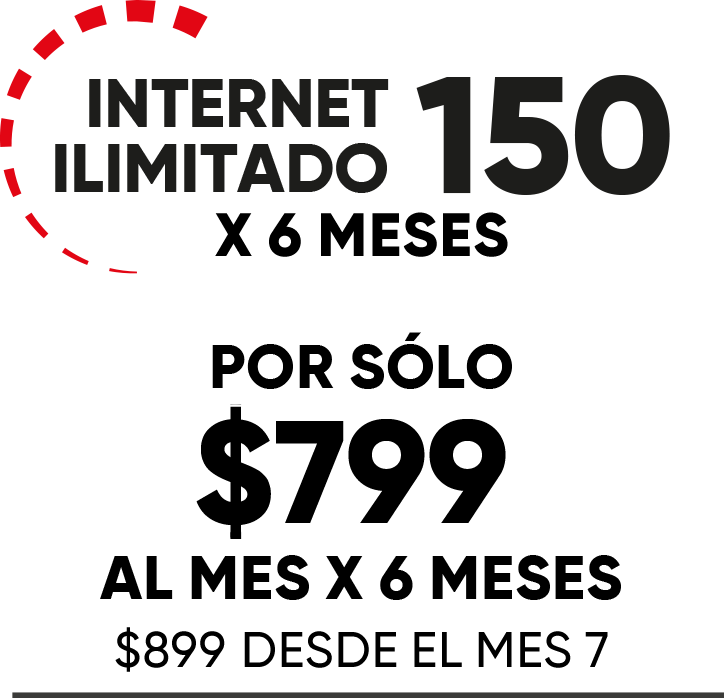 INTERNET
ILIMITADO 150
X 6 MESES
POR SÓLO
$799
AL MES X 6 MESES
$899 DESDE EL MES 7